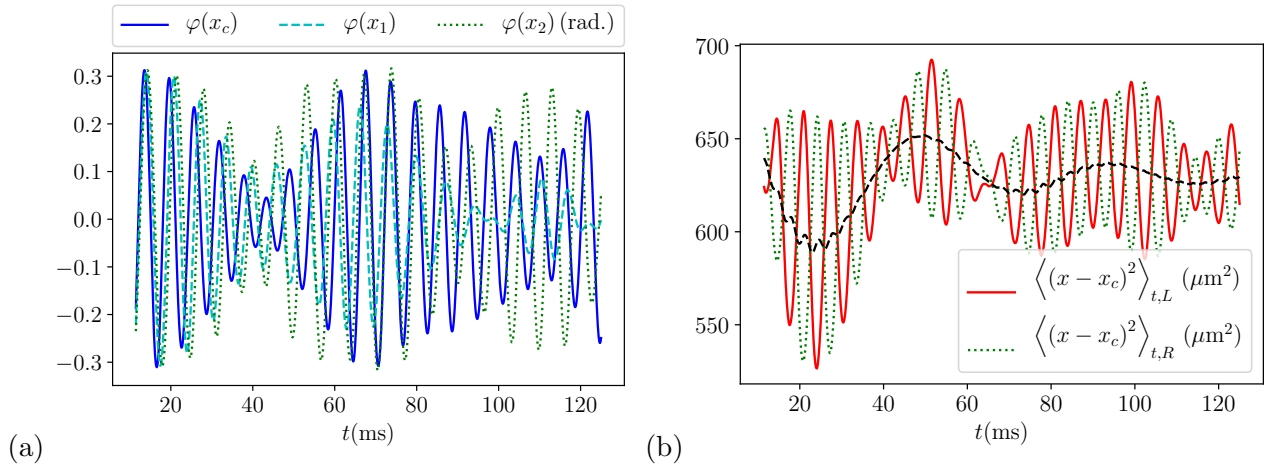 φ(x_c) φ(x_1) φ(x_2) (rad.)
0.3
0.2
0.1
0.0
−0.1
−0.2
−0.3
20 40 60 80 100 120
t(ms)
(a)
700
650
600
550
⟨(x − x_c)^2⟩_{t,L} (μm^2)
⟨(x − x_c)^2⟩_{t,R} (μm^2)
20 40 60 80 100 120
t(ms)
(b)